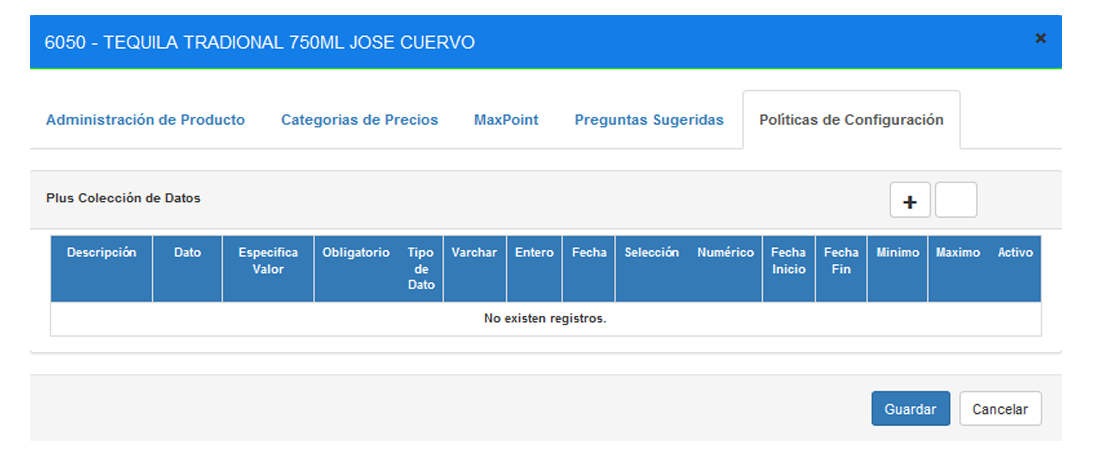 6050 - TEQUILA TRADIONAL 750ML JOSE CUERVO ×
Administración de Producto Categorias de Precios MaxPoint Preguntas Sugeridas Políticas de Configuración
Plus Colección de Datos +
Descripción Dato Especifica Valor Obligatorio Tipo de Dato Varchar Entero Fecha Selección Numérico Fecha Inicio Fecha Fin Minimo Maximo Activo
No existen registros.
Guardar Cancelar